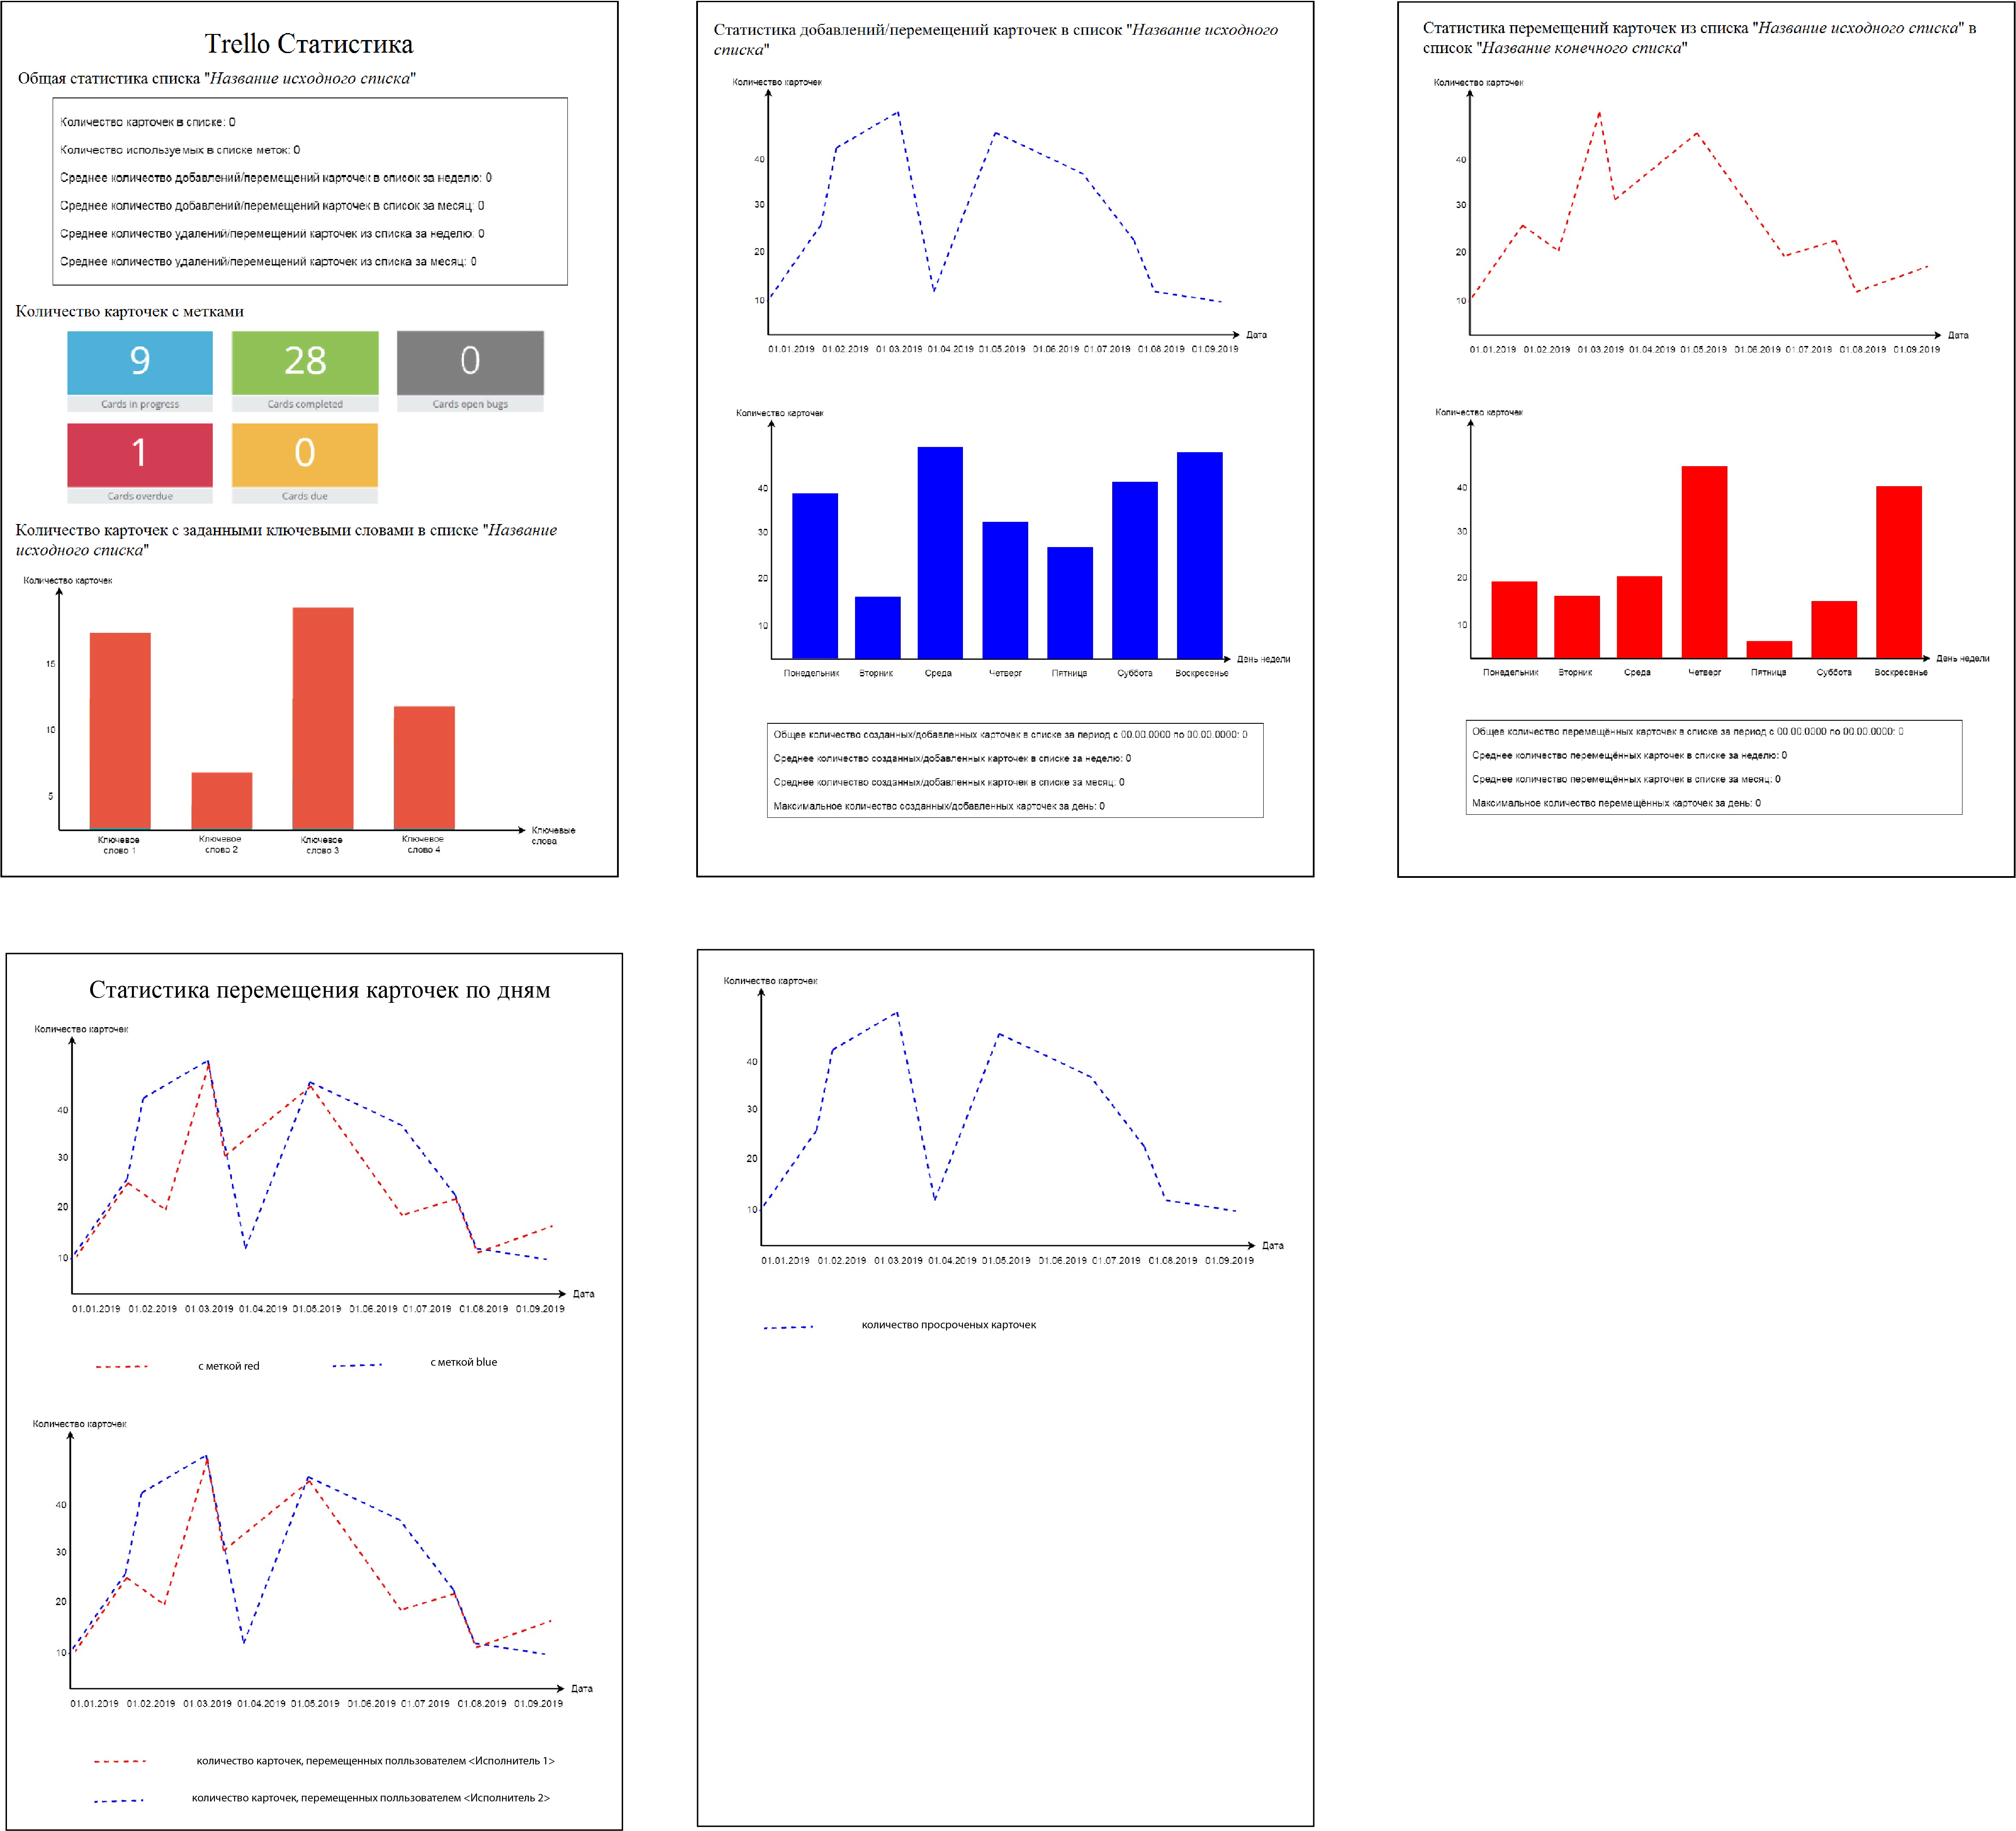 Trello Статистика
Общая статистика списка "Название исходного списка"
Количество карточек в списке: 0
Количество используемых в списке меток: 0
Среднее количество добавлений/перемещений карточек в список за неделю: 0
Среднее количество добавлений/перемещений карточек в список за месяц: 0
Среднее количество удалений/перемещений карточек из списка за неделю: 0
Среднее количество удалений/перемещений карточек из списка за месяц: 0
Количество карточек с метками
9 28 0
Cards in progress Cards completed Cards open bugs
1 0
Cards overdue Cards due
Количество карточек с заданными ключевыми словами в списке "Название
исходного списка"
Количество карточек
15
10
5
Ключевое Ключевое Ключевое Ключевое Ключевые
слово 1 слово 2 слово 3 слово 4 слова
Статистика добавлений/перемещений карточек в список "Название исходного
списка"
Количество карточек
40
30
20
10
Дата
01.01.2019 01.02.2019 01.03.2019 01.04.2019 01.05.2019 01.06.2019 01.07.2019 01.08.2019 01.09.2019
Количество карточек
40
30
20
10
День недели
Понедельник Вторник Среда Четверг Пятница Суббота Воскресенье
Общее количество созданных/добавленных карточек в списке за период с 00.00.0000 по 00.00.0000: 0
Среднее количество созданных/добавленных карточек в списке за неделю: 0
Среднее количество созданных/добавленных карточек в списке за месяц: 0
Максимальное количество созданных/добавленных карточек за день: 0
Статистика перемещений карточек из списка "Название исходного списка" в
список "Название конечного списка"
Количество карточек
40
30
20
10
Дата
01.01.2019 01.02.2019 01.03.2019 01.04.2019 01.05.2019 01.06.2019 01.07.2019 01.08.2019 01.09.2019
Количество карточек
40
30
20
10
День недели
Понедельник Вторник Среда Четверг Пятница Суббота Воскресенье
Общее количество перемещённых карточек в списке за период с 00.00.0000 по 00.00.0000: 0
Среднее количество перемещённых карточек в списке за неделю: 0
Среднее количество перемещённых карточек в списке за месяц: 0
Максимальное количество перемещённых карточек за день: 0
Статистика перемещения карточек по дням
Количество карточек
40
30
20
10
Дата
01.01.2019 01.02.2019 01.03.2019 01.04.2019 01.05.2019 01.06.2019 01.07.2019 01.08.2019 01.09.2019
с меткой red с меткой blue
Количество карточек
40
30
20
10
Дата
01.01.2019 01.02.2019 01.03.2019 01.04.2019 01.05.2019 01.06.2019 01.07.2019 01.08.2019 01.09.2019
количество карточек, перемещенных полльзователем <Исполнитель 1>
количество карточек, перемещенных полльзователем <Исполнитель 2>
Количество карточек
40
30
20
10
Дата
01.01.2019 01.02.2019 01.03.2019 01.04.2019 01.05.2019 01.06.2019 01.07.2019 01.08.2019 01.09.2019
количество просроченых карточек